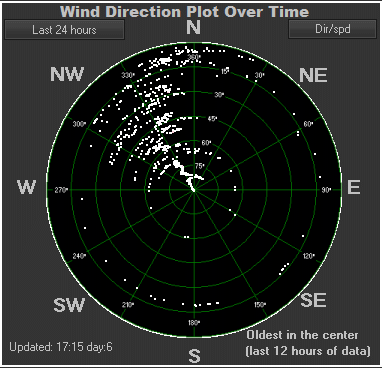 Wind Direction Plot Over Time
Last 24 hours
N
Dir/spd
NW
NE
360°
330°
15°
30°
300°
45°
60°
60°
75°
W
270°
90°
E
240°
120°
SW
210°
150°
SE
180°
S
Updated: 17:15 day:6
Oldest in the center
(last 12 hours of data)